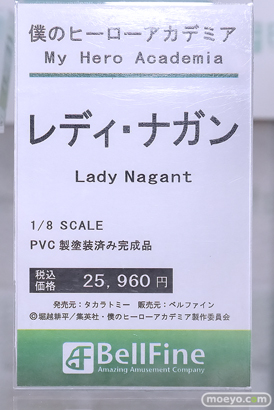 僕のヒーローアカデミア
My Hero Academia
レディ・ナガン
Lady Nagant
1/8 SCALE
PVC製塗装済み完成品
税込価格 25,960円
発売元：タカラトミー 販売元：ベルファイン
©堀越耕平／集英社・僕のヒーローアカデミア製作委員会
BellFine
Amazing Amusement Company
moeyo.com